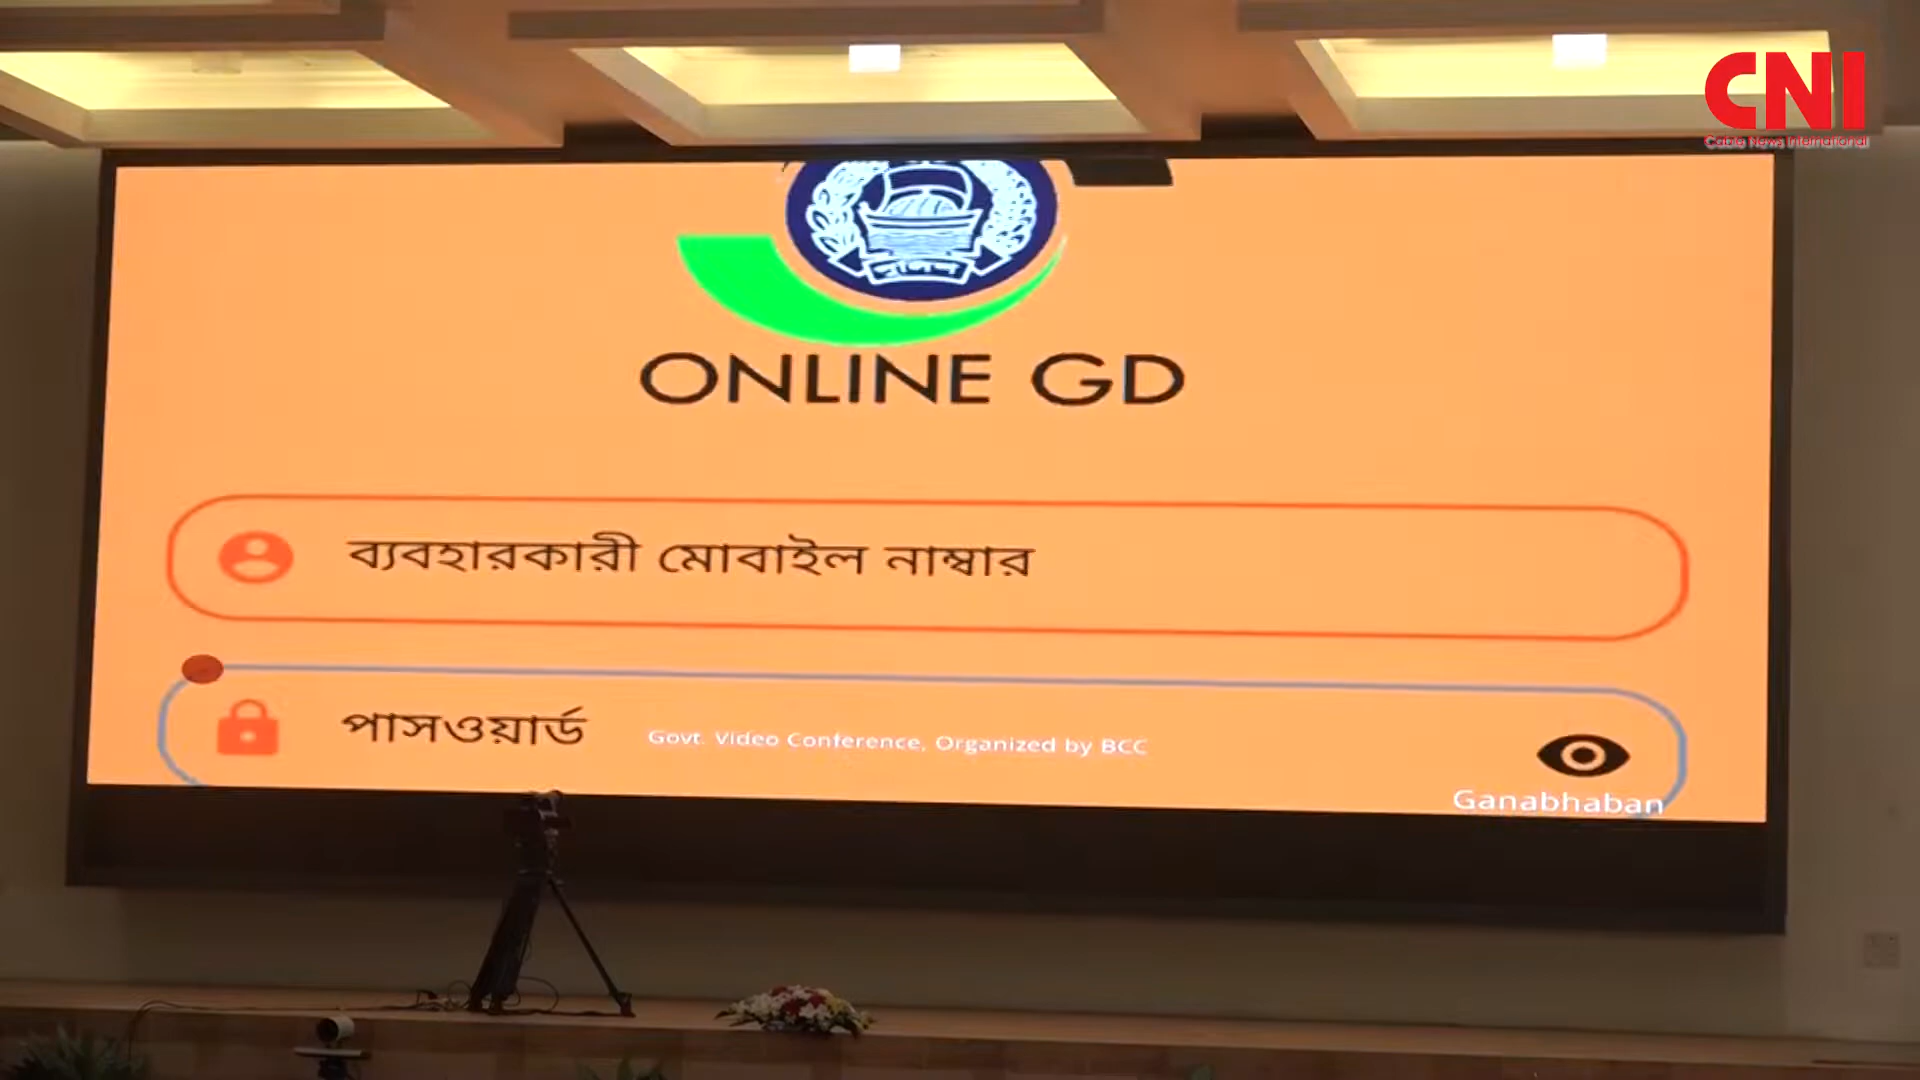 CNI
Cable News International
পুলিশ
ONLINE GD
ব্যবহারকারী মোবাইল নাম্বার
পাসওয়ার্ড
Govt. Video Conference, Organized by BCC
Ganabhaban